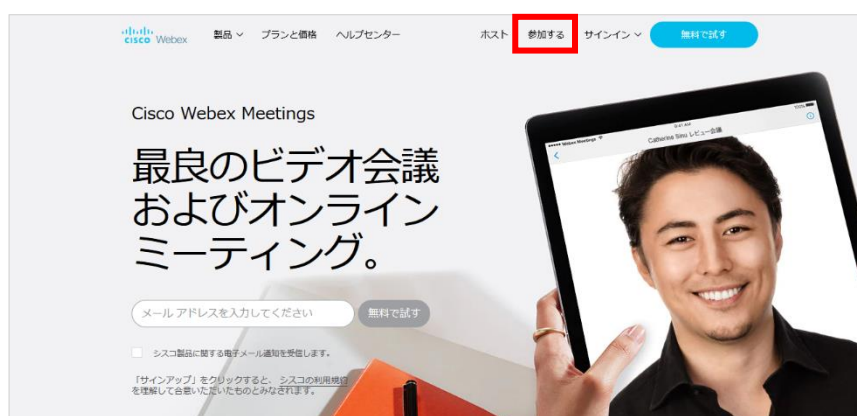 cisco Webex 製品 プランと価格 ヘルプセンター ホスト 参加する サインイン 無料で試す
Cisco Webex Meetings
最良のビデオ会議
およびオンライン
ミーティング。
メール アドレスを入力してください 無料で試す
シスコ製品に関する電子メール通知を受信します。
「サインアップ」をクリックすると、シスコの利用規約
を理解して合意いただいたものとみなされます。
Webex Meetings 9:41 AM 100%
Catherine Sinu レビュー会議